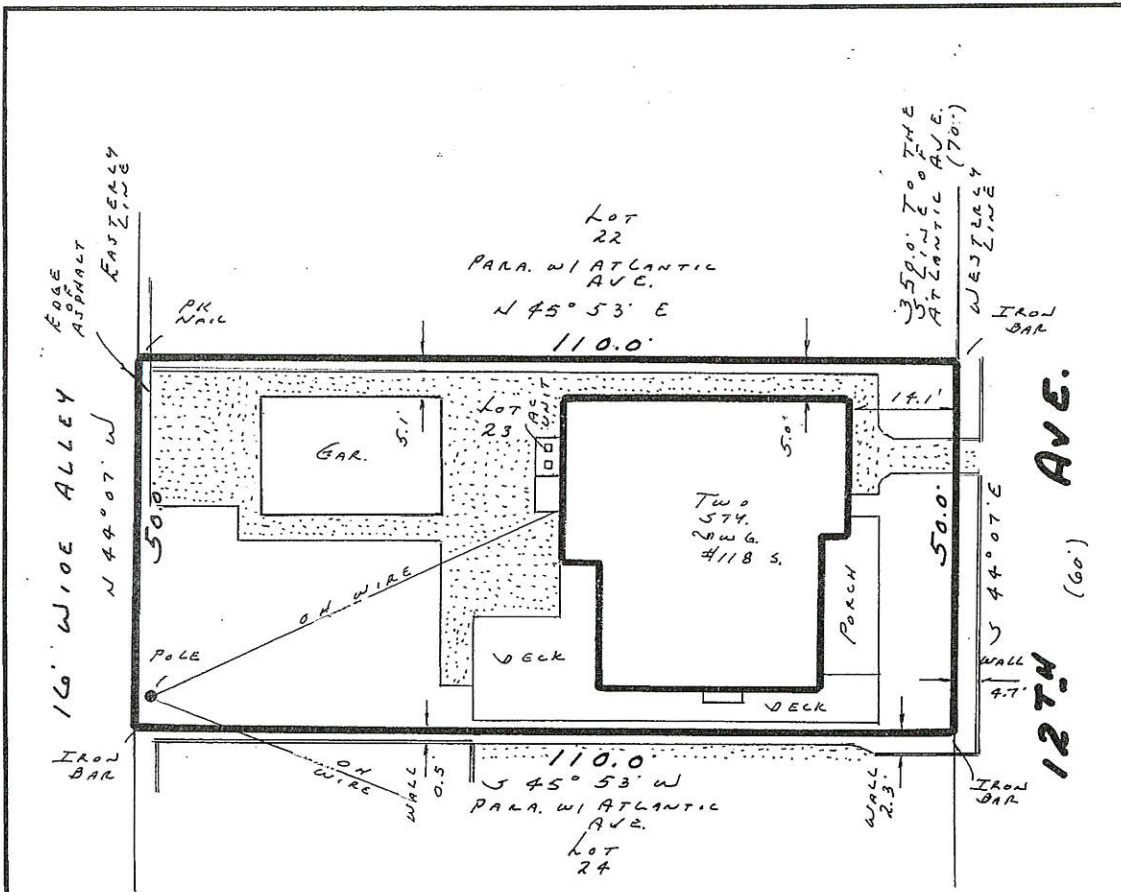 EASTERLY
LINE
EDGE
OF
ASPHALT
PK
NAIL
LOT
22
PARA. W/ ATLANTIC
AVE.
N 45° 53' E
110.0'
350.0' TO THE
S. LINE OF
ATLANTIC AVE.
(70')
WESTERLY
LINE
IRON
BAR
16' WIDE ALLEY
N 44° 07' W
50.0'
GAR.
5.1'
LOT
23
AC
UNIT
5.0'
14.1'
TWO
STY.
DWG.
#118 S.
PORCH
50.0'
S 44° 07' E
12TH AVE.
(60')
OH WIRE
POLE
DECK
DECK
WALL
4.7'
IRON
BAR
OH
WIRE
WALL
0.5'
110.0'
S 45° 53' W
PARA. W/ ATLANTIC
AVE.
LOT
24
WALL
2.3'
IRON
BAR